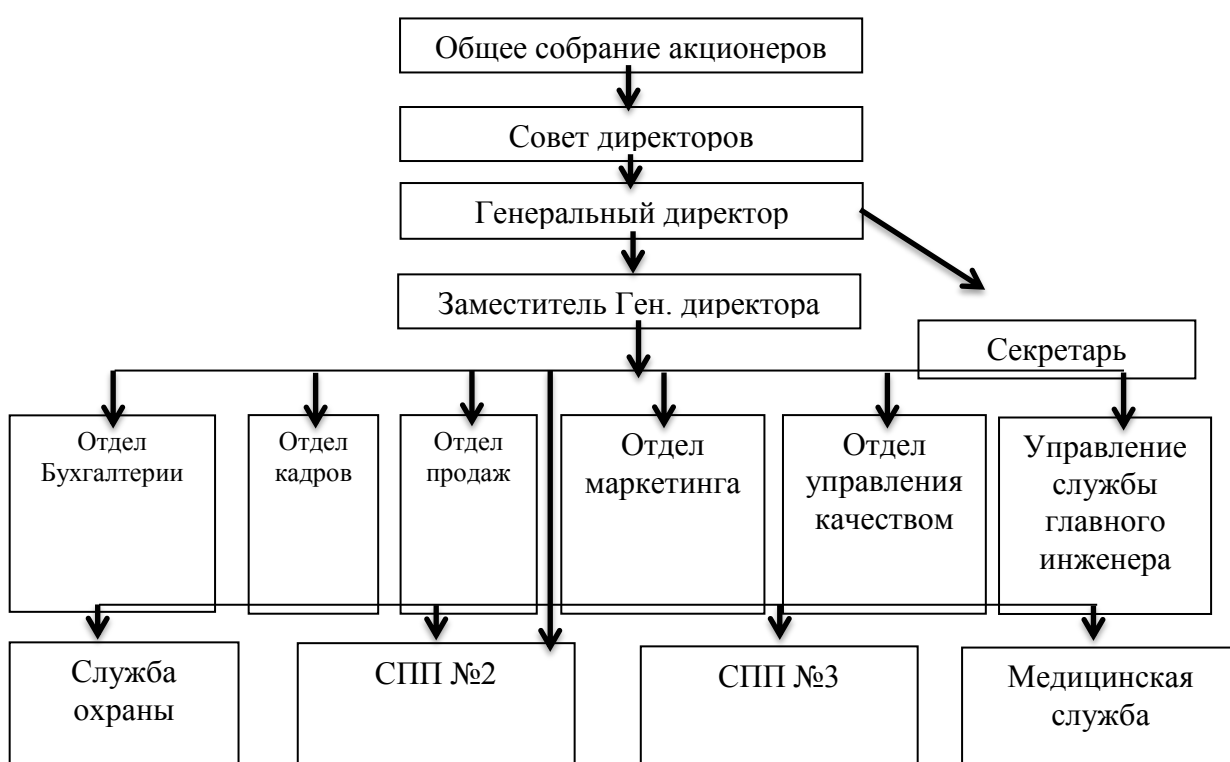 Общее собрание акционеров
Совет директоров
Генеральный директор
Заместитель Ген. директора
Секретарь
Отдел
Бухгалтерии
Отдел
кадров
Отдел
продаж
Отдел
маркетинга
Отдел
управления
качеством
Управление
службы
главного
инженера
Служба
охраны
СПП №2
СПП №3
Медицинская
служба